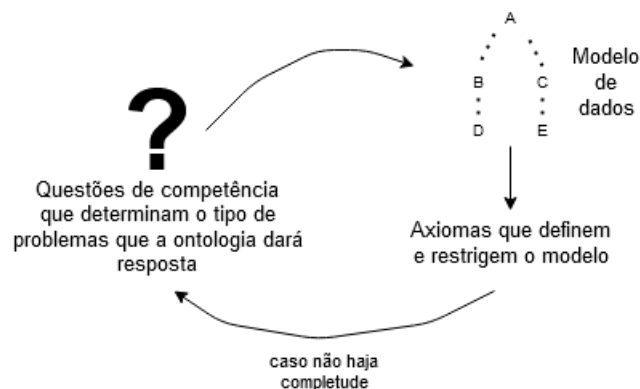 A
B
C
D
E
Modelo
de
dados
?
Questões de competência
que determinam o tipo de
problemas que a ontologia dará
resposta
Axiomas que definem
e restrigem o modelo
caso não haja
completude